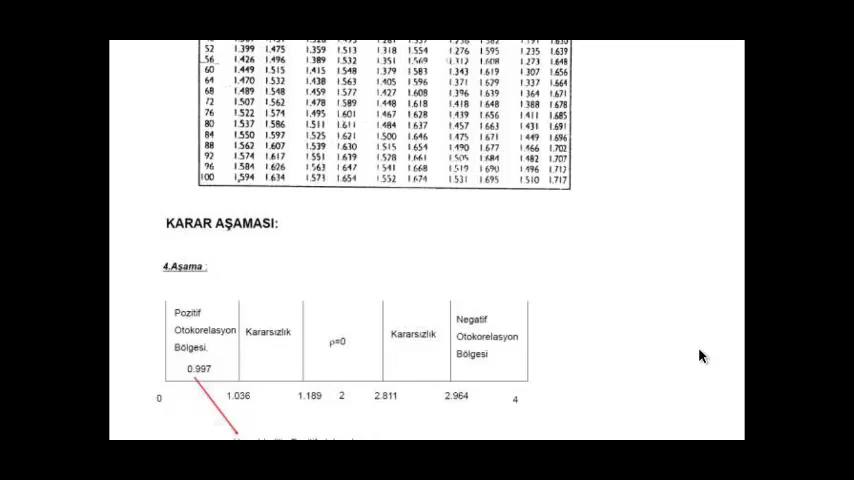 52 1.399 1.475 1.359 1.513 1.318 1.554 1.276 1.595 1.235 1.639
56 1.426 1.496 1.389 1.532 1.351 1.569 1.312 1.608 1.273 1.648
60 1.449 1.515 1.415 1.548 1.379 1.583 1.343 1.619 1.307 1.656
64 1.470 1.532 1.438 1.563 1.405 1.596 1.371 1.629 1.337 1.664
68 1.489 1.548 1.459 1.577 1.427 1.608 1.396 1.639 1.364 1.671
72 1.507 1.562 1.478 1.589 1.448 1.618 1.418 1.648 1.388 1.678
76 1.522 1.574 1.495 1.601 1.467 1.628 1.439 1.656 1.411 1.685
80 1.537 1.586 1.511 1.611 1.484 1.637 1.457 1.663 1.431 1.691
84 1.550 1.597 1.525 1.621 1.500 1.646 1.475 1.671 1.449 1.696
88 1.562 1.607 1.539 1.630 1.515 1.654 1.490 1.677 1.466 1.702
92 1.574 1.617 1.551 1.639 1.528 1.661 1.505 1.684 1.482 1.707
96 1.584 1.626 1.563 1.647 1.541 1.668 1.519 1.690 1.496 1.712
100 1.594 1.634 1.573 1.654 1.552 1.674 1.531 1.695 1.510 1.717
KARAR AŞAMASI:
4.Aşama :
Pozitif
Otokorelasyon
Bölgesi.
0.997
Kararsızlık
ρ=0
Kararsızlık
Negatif
Otokorelasyon
Bölgesi
0 1.036 1.189 2 2.811 2.964 4